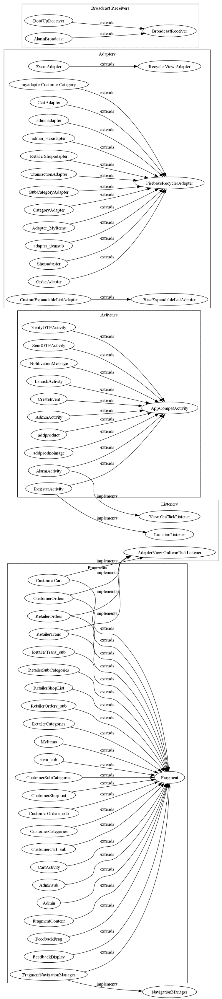 Broadcast Receivers
BootUpReceiver
extends
BroadcastReceiver
AlarmBroadcast
extends
Adapters
EventAdapter
extends
RecyclerView.Adapter
myadapterCustomerCategory
extends
CartAdapter
extends
adminadapter
extends
admin_subadapter
extends
RetailerShopadapter
extends
TransactionAdapter
extends
FirebaseRecyclerAdapter
SubCategoryAdapter
extends
CategoryAdapter
extends
Adapter_MyItems
extends
adapter_itemsub
extends
Shopadapter
extends
OrderAdapter
extends
CustomExpandableListAdapter
extends
BaseExpandableListAdapter
Activities
VerifyOTPActivity
extends
SendOTPActivity
extends
NotificationMessage
extends
LaunchActivity
extends
CreateEvent
extends
AppCompatActivity
AdminActivity
extends
addproduct
extends
addprodnoimage
extends
AlarmActivity
extends
RegisterActivity
extends
implements
Listeners
View.OnClickListener
implements
LocationListener
AdapterView.OnItemClickListener
implements
Fragments
CustomerCart
implements
CustomerOrders
implements
RetailerOrders
implements
RetailerTrans
extends
RetailerTrans_sub
extends
RetailerSubCategories
extends
RetailerShopList
extends
RetailerOrders_sub
extends
RetailerCategories
extends
MyItems
extends
item_sub
extends
CustomerSubCategories
extends
Fragment
CustomerShopList
extends
CustomerOrders_sub
extends
CustomerCategories
extends
CustomerCart_sub
extends
CartActivity
extends
Adminsub
extends
Admin
extends
FragmentContent
extends
FeedbackFrag
extends
FeedbackDisplay
extends
FragmentNavigationManager
extends
implements
NavigationManager
extends
extends